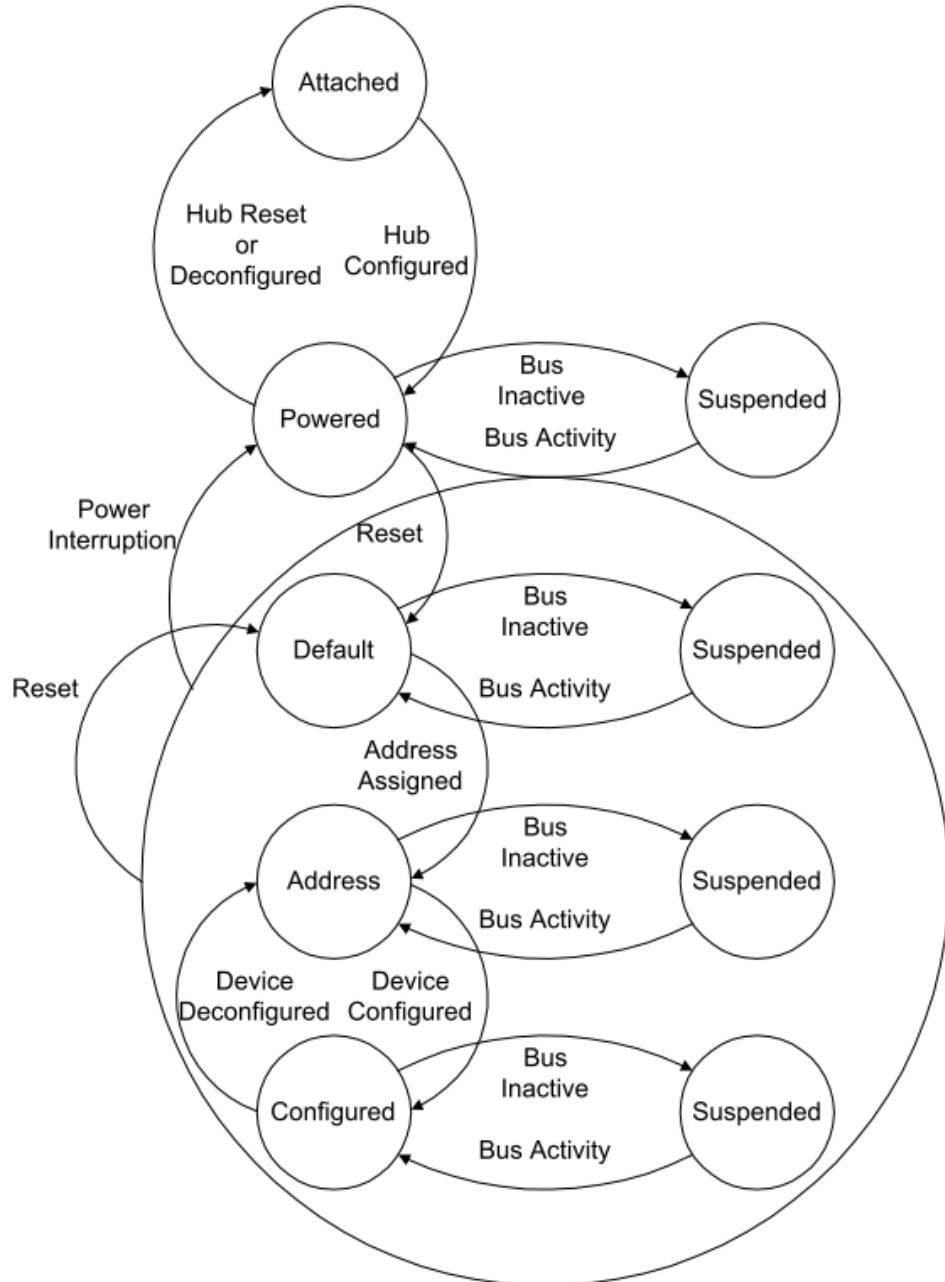 Attached
Hub Reset
or
Deconfigured
Hub
Configured
Powered
Bus
Inactive
Bus Activity
Suspended
Power
Interruption
Reset
Default
Bus
Inactive
Bus Activity
Suspended
Reset
Address
Assigned
Address
Bus
Inactive
Bus Activity
Suspended
Device
Deconfigured
Device
Configured
Configured
Bus
Inactive
Bus Activity
Suspended